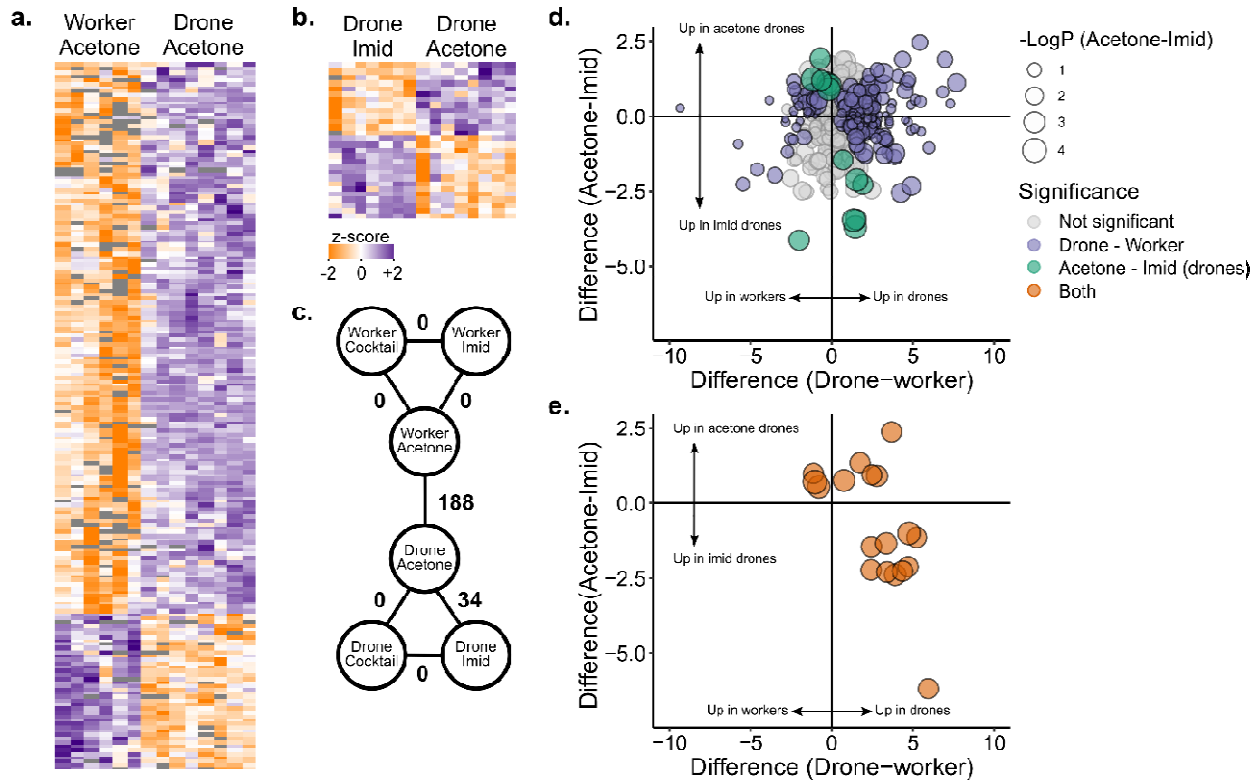 a.
Worker Acetone
Drone Acetone
b.
Drone Imid
Drone Acetone
z-score
-2 0 +2
c.
Worker Cocktail
0
Worker Imid
0
0
Worker Acetone
188
Drone Acetone
0
34
Drone Cocktail
0
Drone Imid
d.
Difference (Acetone-Imid)
2.5
0.0
−2.5
−5.0
Up in acetone drones
Up in imid drones
Up in workers
Up in drones
−10 −5 0 5 10
Difference (Drone−worker)
-LogP (Acetone-Imid)
1
2
3
4
Significance
Not significant
Drone - Worker
Acetone - Imid (drones)
Both
e.
Difference(Acetone-Imid)
2.5
0.0
−2.5
−5.0
Up in acetone drones
Up in imid drones
Up in workers
Up in drones
−10 −5 0 5 10
Difference (Drone−worker)